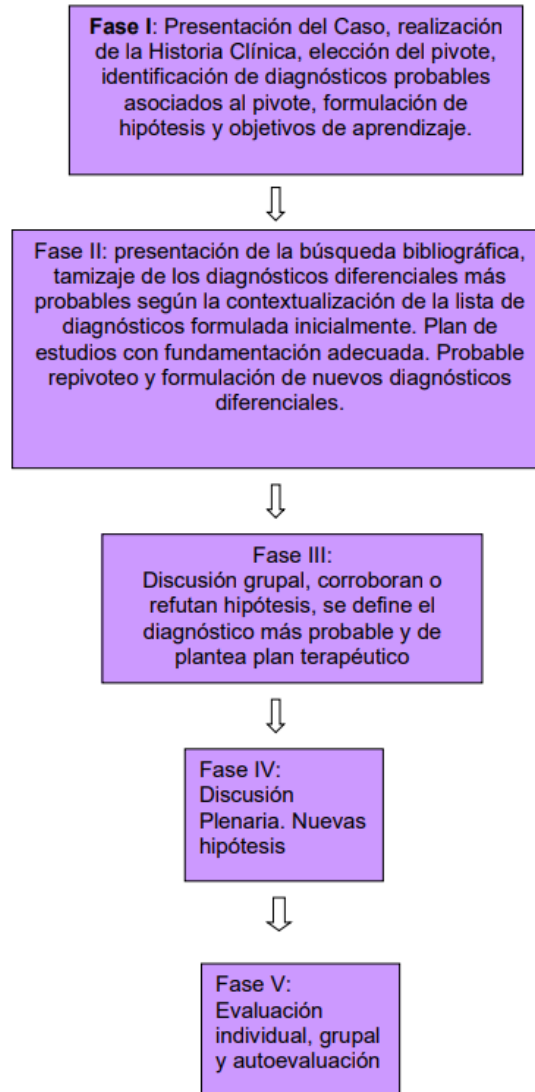 Fase I: Presentación del Caso, realización
de la Historia Clínica, elección del pivote,
identificación de diagnósticos probables
asociados al pivote, formulación de
hipótesis y objetivos de aprendizaje.
Fase II: presentación de la búsqueda bibliográfica,
tamizaje de los diagnósticos diferenciales más
probables según la contextualización de la lista de
diagnósticos formulada inicialmente. Plan de
estudios con fundamentación adecuada. Probable
repivoteo y formulación de nuevos diagnósticos
diferenciales.
Fase III:
Discusión grupal, corroboran o
refutan hipótesis, se define el
diagnóstico más probable y de
plantea plan terapéutico
Fase IV:
Discusión
Plenaria. Nuevas
hipótesis
Fase V:
Evaluación
individual, grupal
y autoevaluación